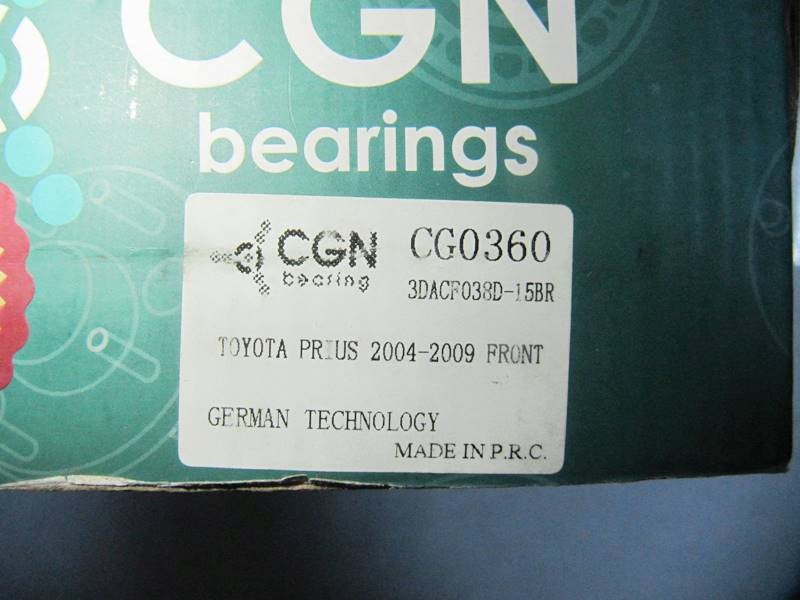 CGN
bearings
CGN
bearing
CG0360
3DACF038D-15BR
TOYOTA PRIUS 2004-2009 FRONT
GERMAN TECHNOLOGY
MADE IN P.R.C.